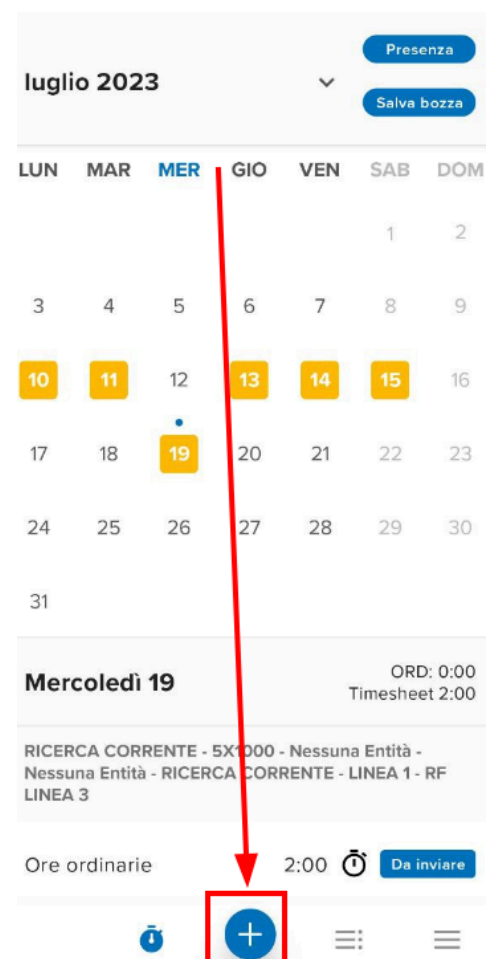 luglio 2023
Presenza
Salva bozza
LUN MAR MER GIO VEN SAB DOM
1 2
3 4 5 6 7 8 9
10 11 12 13 14 15 16
17 18 19 20 21 22 23
24 25 26 27 28 29 30
31
Mercoledì 19
ORD: 0:00
Timesheet 2:00
RICERCA CORRENTE - 5X1000 - Nessuna Entità -
Nessuna Entità - RICERCA CORRENTE - LINEA 1 - RF
LINEA 3
Ore ordinarie 2:00 Da inviare